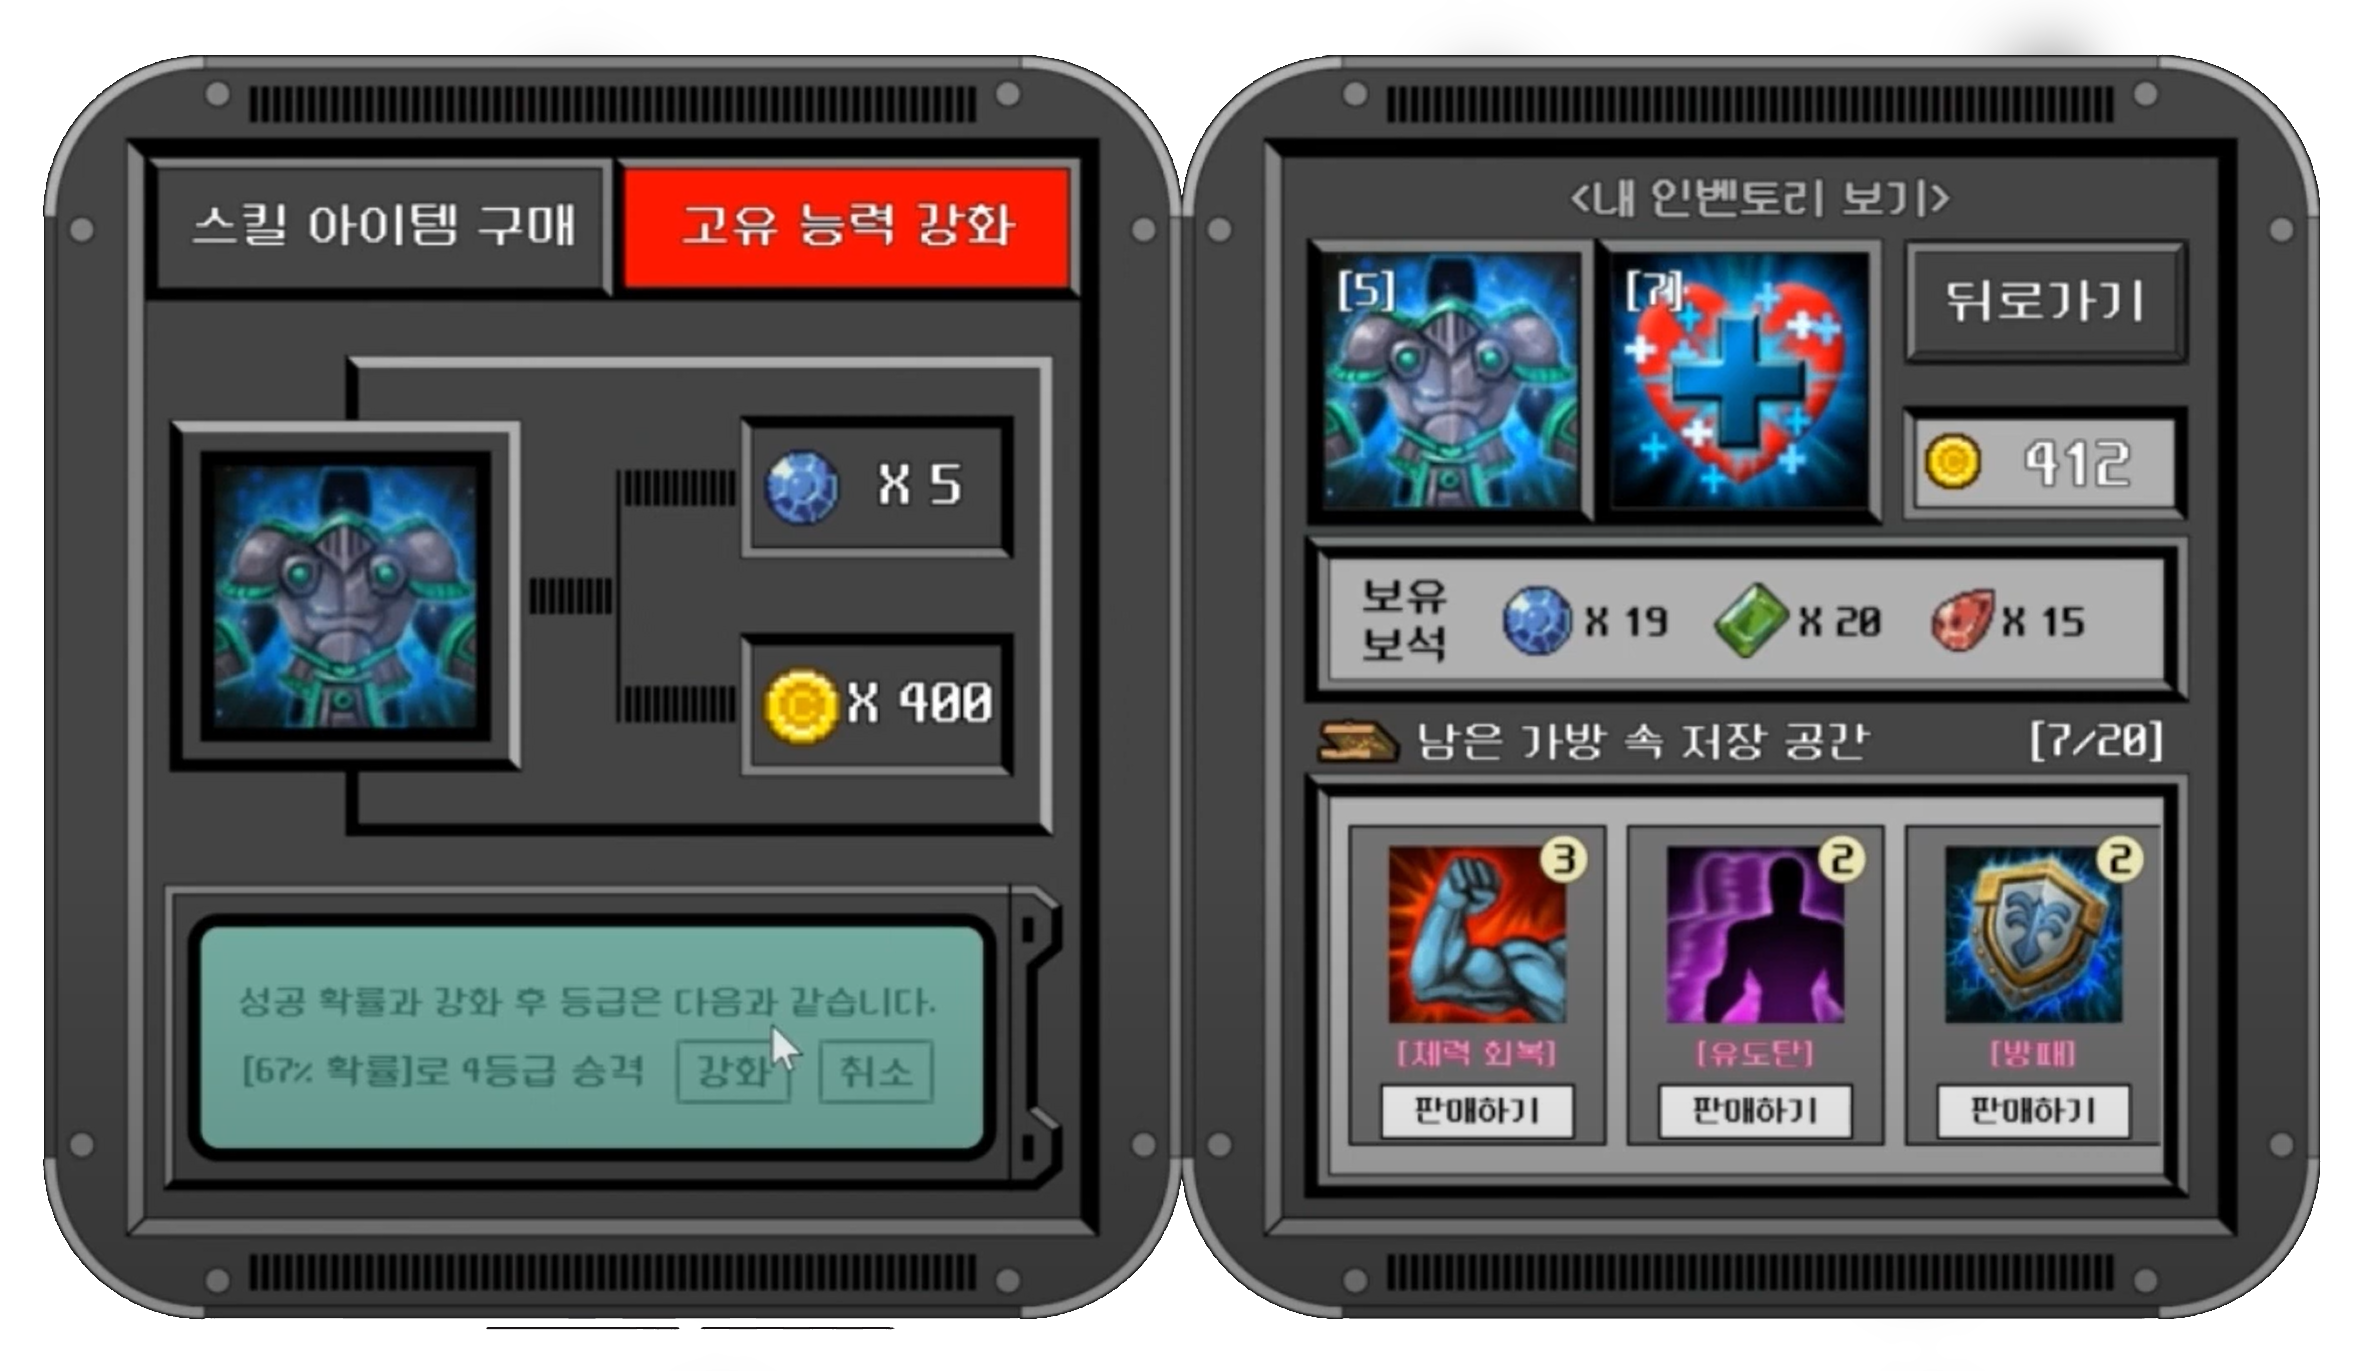 스킬 아이템 구매
고유 능력 강화
X 5
X 400
성공 확률과 강화 후 등급은 다음과 같습니다.
[67% 확률]로 4등급 승격
강화
취소
<내 인벤토리 보기>
[5]
[7]
뒤로가기
412
보유
보석
X 19
X 20
X 15
남은 가방 속 저장 공간
[7/20]
3
2
2
[체력 회복]
[유도탄]
[방패]
판매하기
판매하기
판매하기